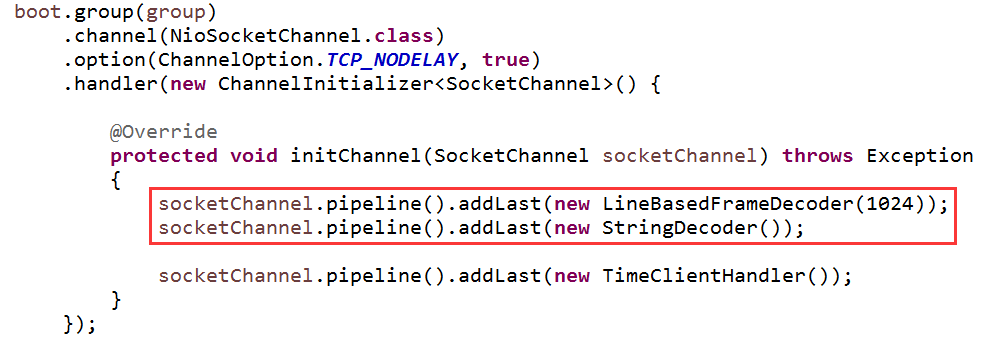 boot.group(group)
    .channel(NioSocketChannel.class)
    .option(ChannelOption.TCP_NODELAY, true)
    .handler(new ChannelInitializer<SocketChannel>() {
        @Override
        protected void initChannel(SocketChannel socketChannel) throws Exception
        {
            socketChannel.pipeline().addLast(new LineBasedFrameDecoder(1024));
            socketChannel.pipeline().addLast(new StringDecoder());
            socketChannel.pipeline().addLast(new TimeClientHandler());
        }
    });